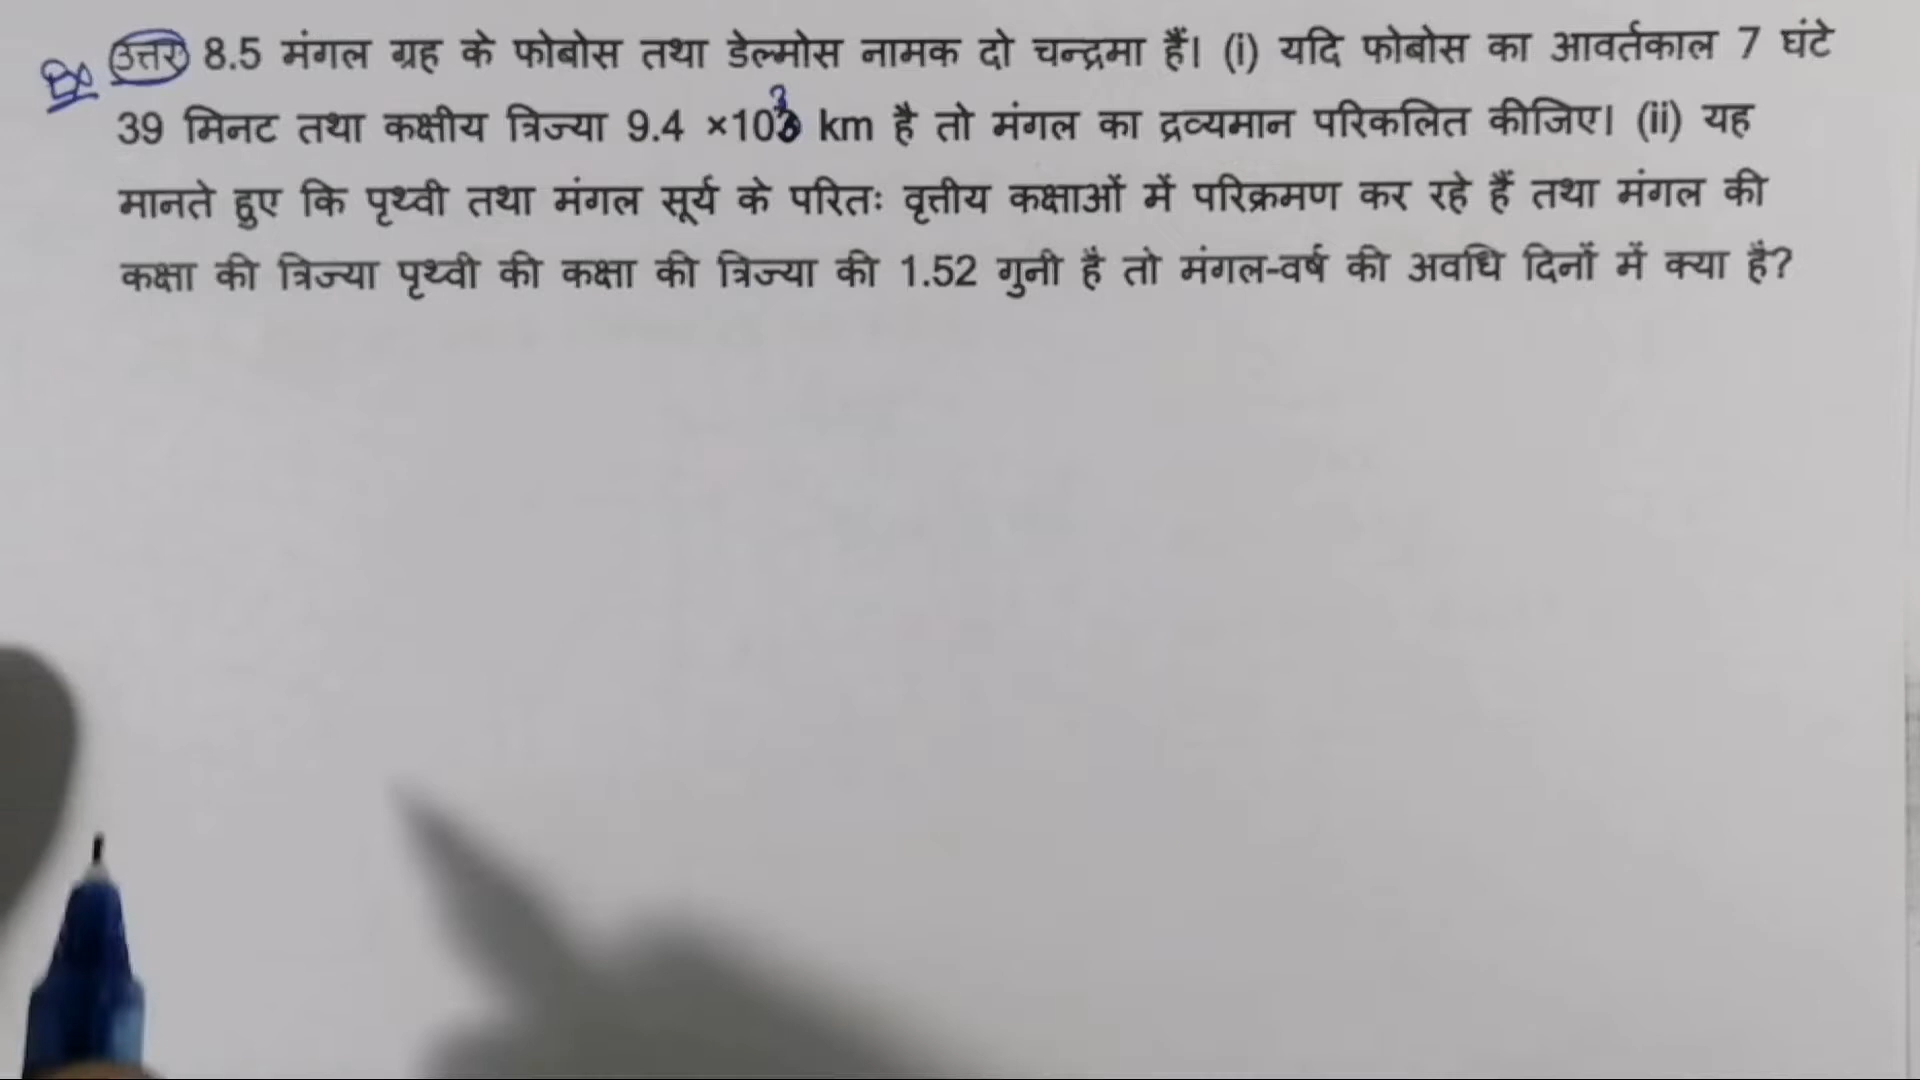 Ex उत्तर 8.5 मंगल ग्रह के फोबोस तथा डेल्मोस नामक दो चन्द्रमा हैं। (i) यदि फोबोस का आवर्तकाल 7 घंटे
39 मिनट तथा कक्षीय त्रिज्या 9.4 ×10³ km है तो मंगल का द्रव्यमान परिकलित कीजिए। (ii) यह
मानते हुए कि पृथ्वी तथा मंगल सूर्य के परितः वृत्तीय कक्षाओं में परिक्रमण कर रहे हैं तथा मंगल की
कक्षा की त्रिज्या पृथ्वी की कक्षा की त्रिज्या की 1.52 गुनी है तो मंगल-वर्ष की अवधि दिनों में क्या है?